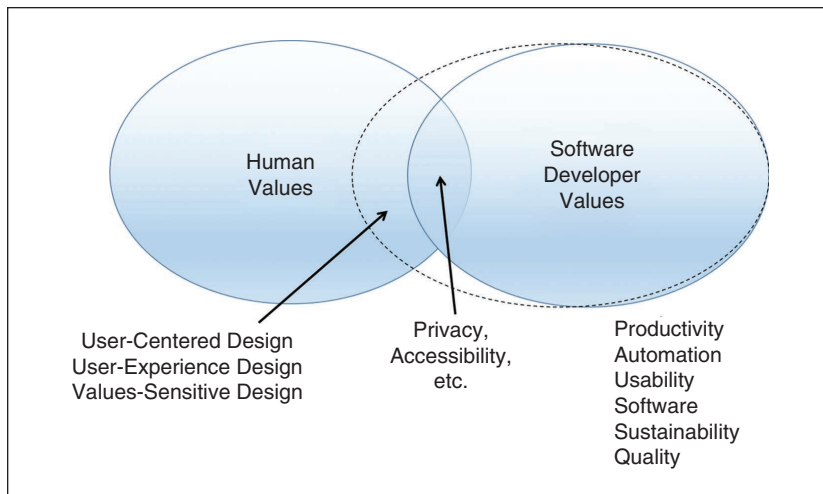 Human
Values
Software
Developer
Values
User-Centered Design
User-Experience Design
Values-Sensitive Design
Privacy,
Accessibility,
etc.
Productivity
Automation
Usability
Software
Sustainability
Quality